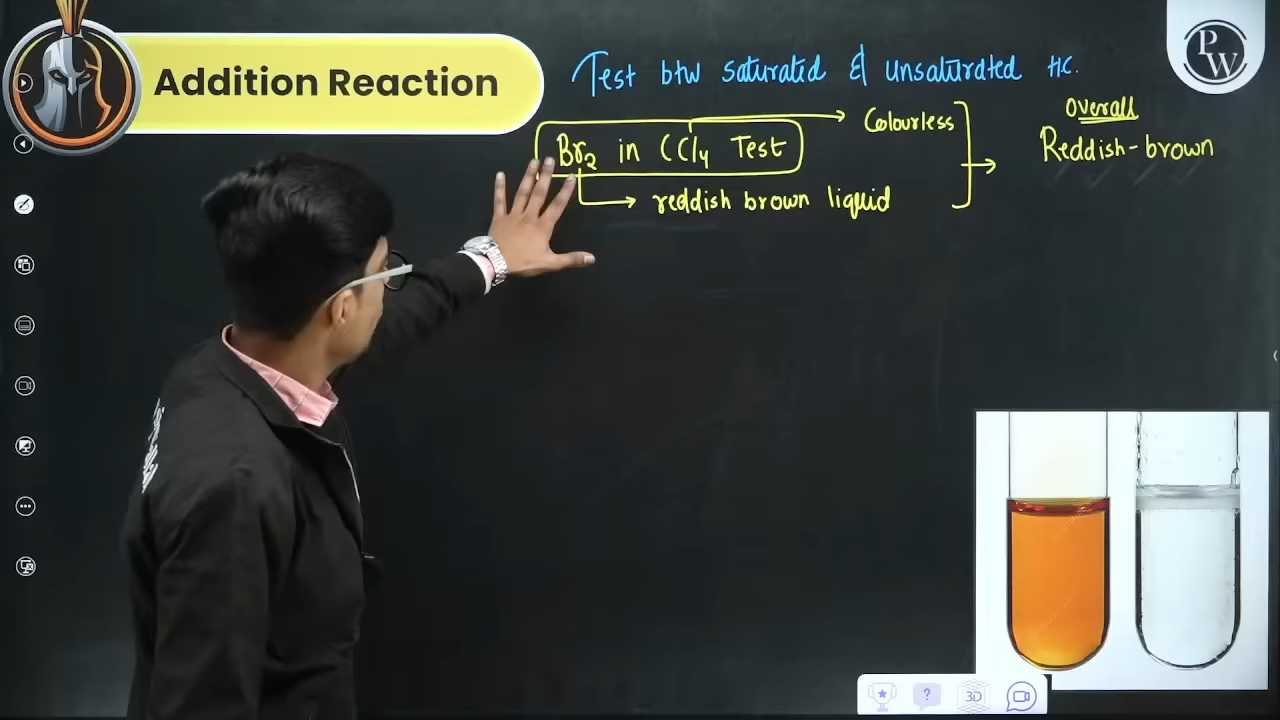 Addition Reaction
Test btw saturated & unsaturated H.C.
Br2 in CCl4 Test
Colourless
reddish brown liquid
Overall
Reddish-brown
PW
?
3D